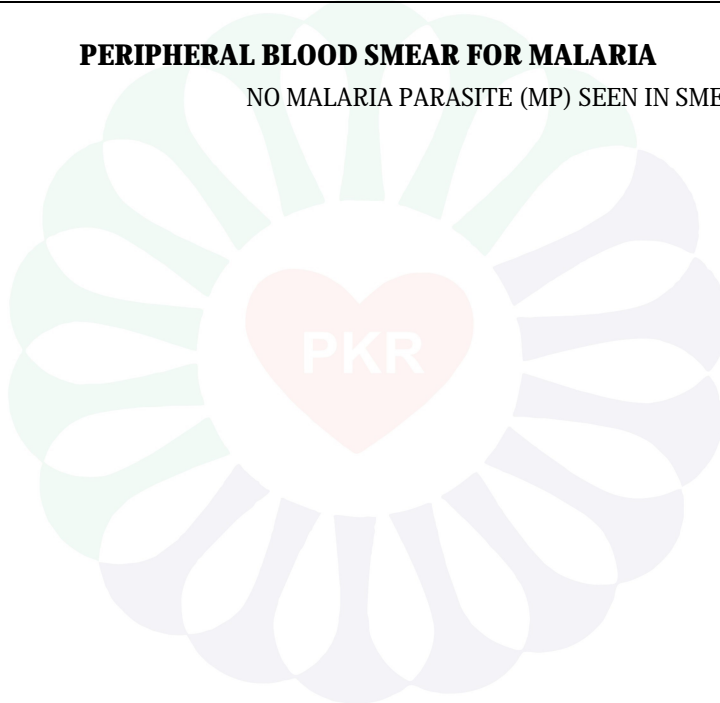 PERIPHERAL BLOOD SMEAR FOR MALARIA
NO MALARIA PARASITE (MP) SEEN IN SME
PKR